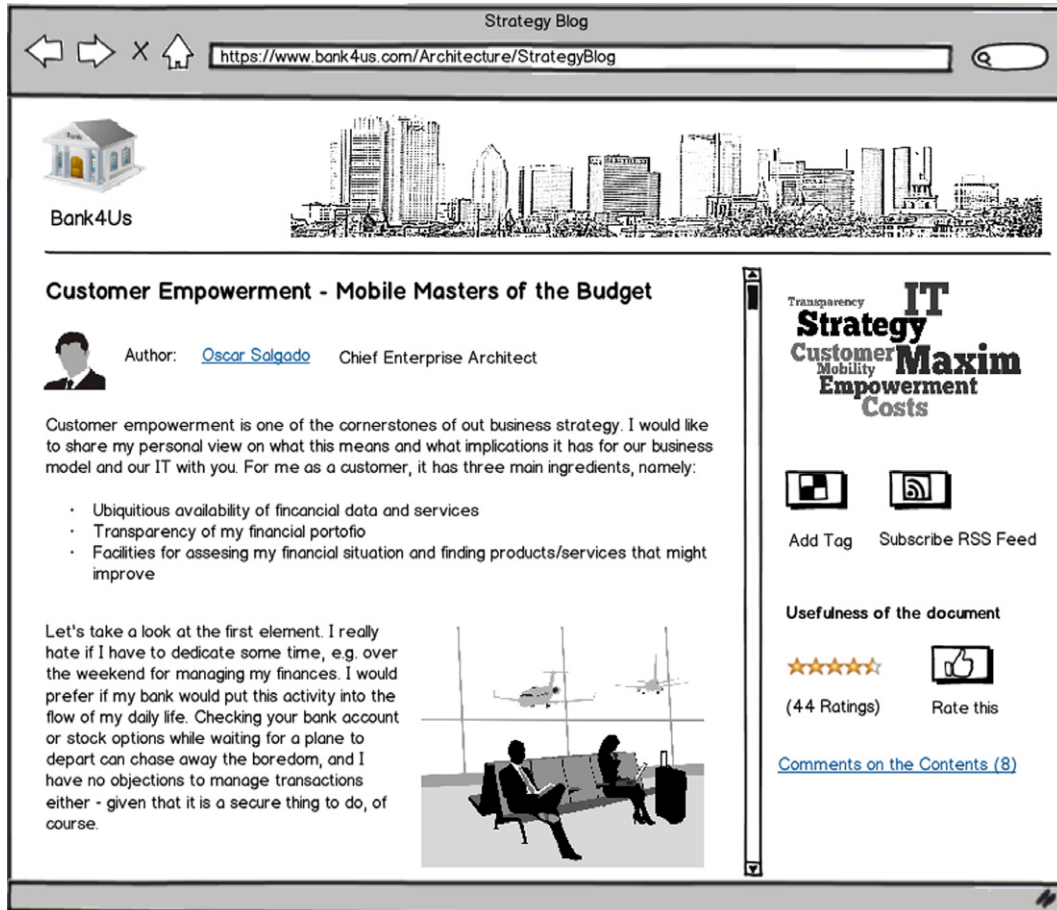 Strategy Blog
https://www.bank4us.com/Architecture/StrategyBlog
Bank
Bank4Us
Customer Empowerment - Mobile Masters of the Budget
Author: Oscar Salgado Chief Enterprise Architect
Customer empowerment is one of the cornerstones of out business strategy. I would like
to share my personal view on what this means and what implications it has for our business
model and our IT with you. For me as a customer, it has three main ingredients, namely:
· Ubiquitious availability of fincancial data and services
· Transparency of my financial portofio
· Facilities for assesing my financial situation and finding products/services that might
improve
Let's take a look at the first element. I really
hate if I have to dedicate some time, e.g. over
the weekend for managing my finances. I would
prefer if my bank would put this activity into the
flow of my daily life. Checking your bank account
or stock options while waiting for a plane to
depart can chase away the boredom, and I
have no objections to manage transactions
either - given that it is a secure thing to do, of
course.
Transparency
IT
Strategy
Customer
Maxim
Mobility
Empowerment
Costs
Add Tag
Subscribe RSS Feed
Usefulness of the document
(44 Ratings)
Rate this
Comments on the Contents (8)